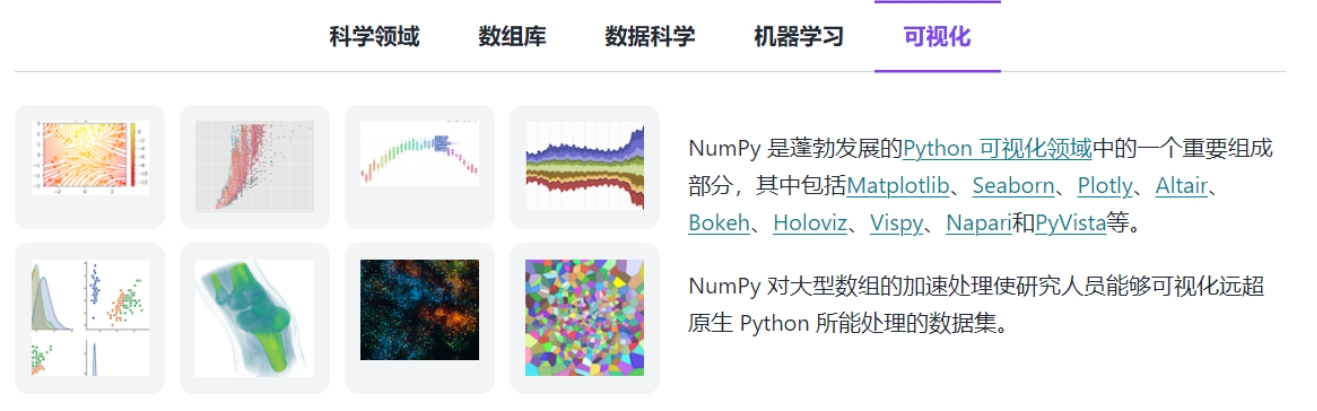 科学领域 数组库 数据科学 机器学习 可视化
NumPy 是蓬勃发展的Python 可视化领域中的一个重要组成
部分，其中包括Matplotlib、Seaborn、Plotly、Altair、
Bokeh、Holoviz、Vispy、Napari和PyVista等。
NumPy 对大型数组的加速处理使研究人员能够可视化远超
原生 Python 所能处理的数据集。